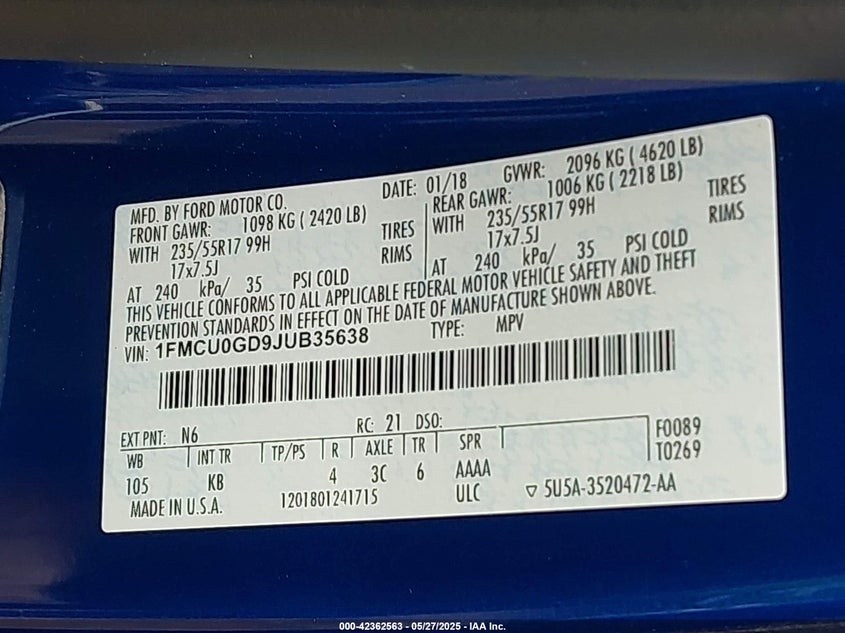 MFD. BY FORD MOTOR CO. DATE: 01/18 GVWR: 2096 KG ( 4620 LB)
FRONT GAWR: 1098 KG ( 2420 LB) REAR GAWR: 1006 KG ( 2218 LB)
WITH 235/55R17 99H TIRES WITH 235/55R17 99H TIRES
17x7.5J RIMS 17x7.5J RIMS
AT 240 kPa/ 35 PSI COLD AT 240 kPa/ 35 PSI COLD
THIS VEHICLE CONFORMS TO ALL APPLICABLE FEDERAL MOTOR VEHICLE SAFETY AND THEFT
PREVENTION STANDARDS IN EFFECT ON THE DATE OF MANUFACTURE SHOWN ABOVE.
VIN: 1FMCU0GD9JUB35638 TYPE: MPV
EXT PNT: N6 RC: 21 DSO: F0089
WB INT TR TP/PS R AXLE TR SPR T0269
105 KB 4 3C 6 AAAA
MADE IN U.S.A. 1201801241715 ULC ▽ 5U5A-3520472-AA
000-42362563 - 05/27/2025 - IAA Inc.